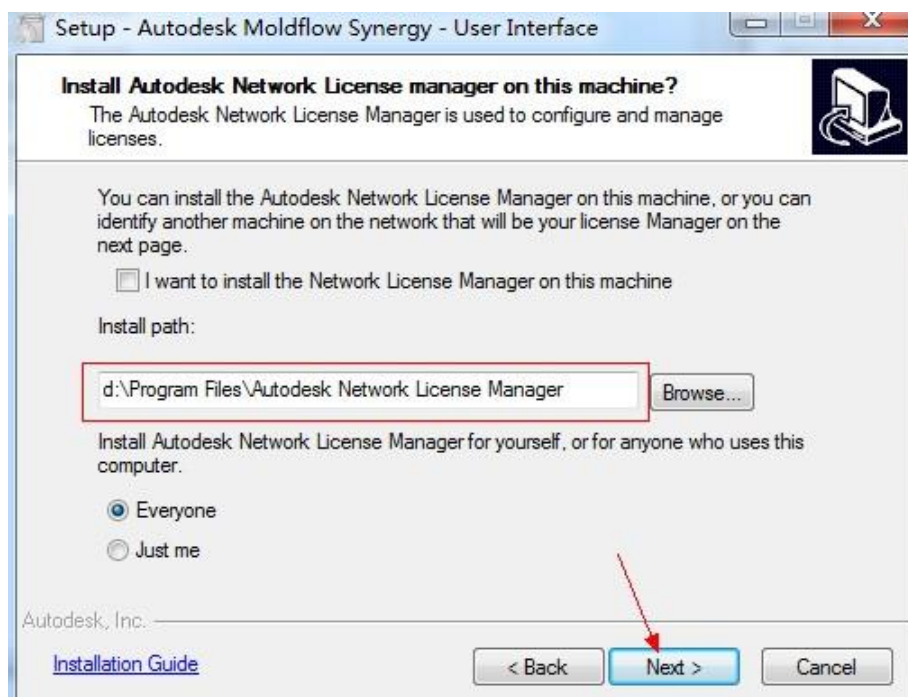 Setup - Autodesk Moldflow Synergy - User Interface
Install Autodesk Network License manager on this machine?
The Autodesk Network License Manager is used to configure and manage
licenses.
You can install the Autodesk Network License Manager on this machine, or you can
identify another machine on the network that will be your license Manager on the
next page.
I want to install the Network License Manager on this machine
Install path:
d:\Program Files\Autodesk Network License Manager
Browse...
Install Autodesk Network License Manager for yourself, or for anyone who uses this
computer.
Everyone
Just me
Autodesk, Inc.
Installation Guide
< Back
Next >
Cancel